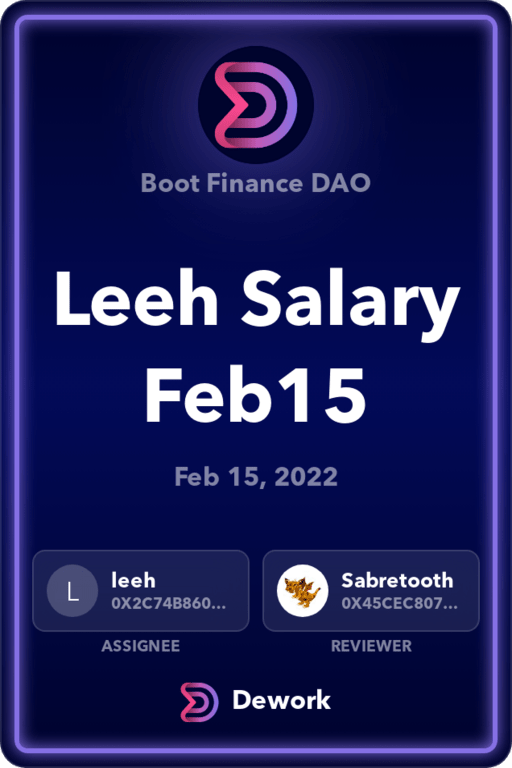 Boot Finance DAO
Leeh Salary
Feb15
Feb 15, 2022
L
leeh
0X2C74B860...
Sabretooth
0X45CEC807...
ASSIGNEE
REVIEWER
Dework